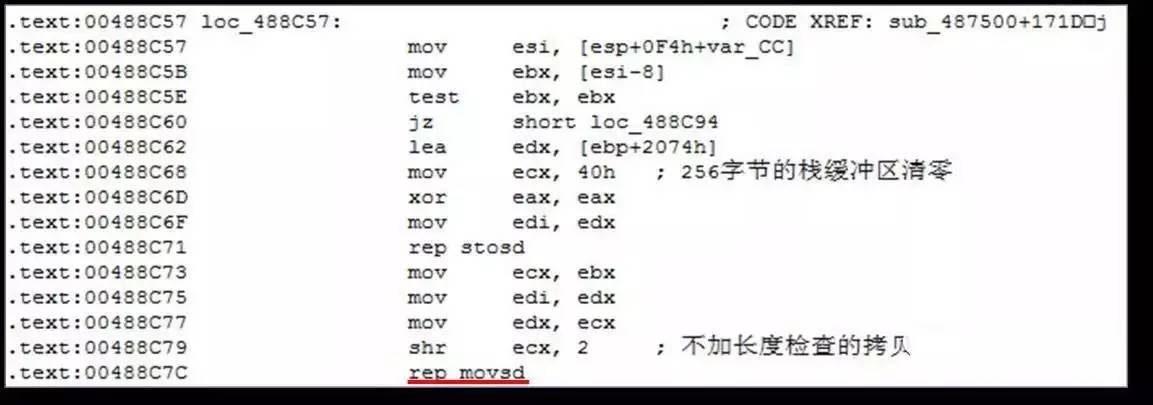 .text:00488C57 loc_488C57: ; CODE XREF: sub_487500+171D□j
.text:00488C57 mov esi, [esp+0F4h+var_CC]
.text:00488C5B mov ebx, [esi-8]
.text:00488C5E test ebx, ebx
.text:00488C60 jz short loc_488C94
.text:00488C62 lea edx, [ebp+2074h]
.text:00488C68 mov ecx, 40h ; 256字节的栈缓冲区清零
.text:00488C6D xor eax, eax
.text:00488C6F mov edi, edx
.text:00488C71 rep stosd
.text:00488C73 mov ecx, ebx
.text:00488C75 mov edi, edx
.text:00488C77 mov edx, ecx
.text:00488C79 shr ecx, 2 ; 不加长度检查的拷贝
.text:00488C7C rep movsd